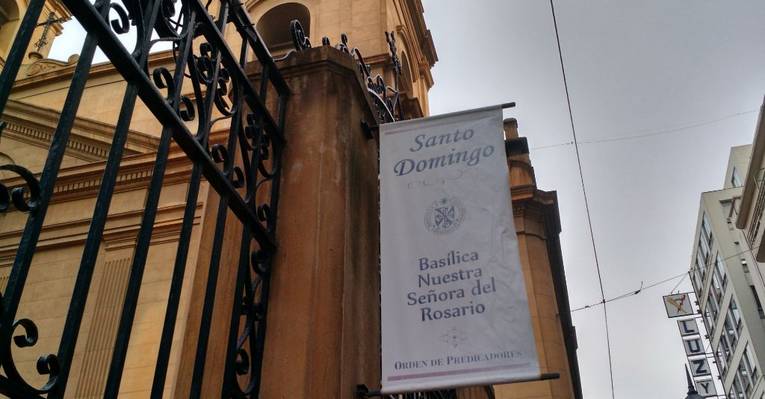 Santo
Domingo
Basílica
Nuestra
Señora del
Rosario
ORDEN DE PREDICADORES
LUZ Y